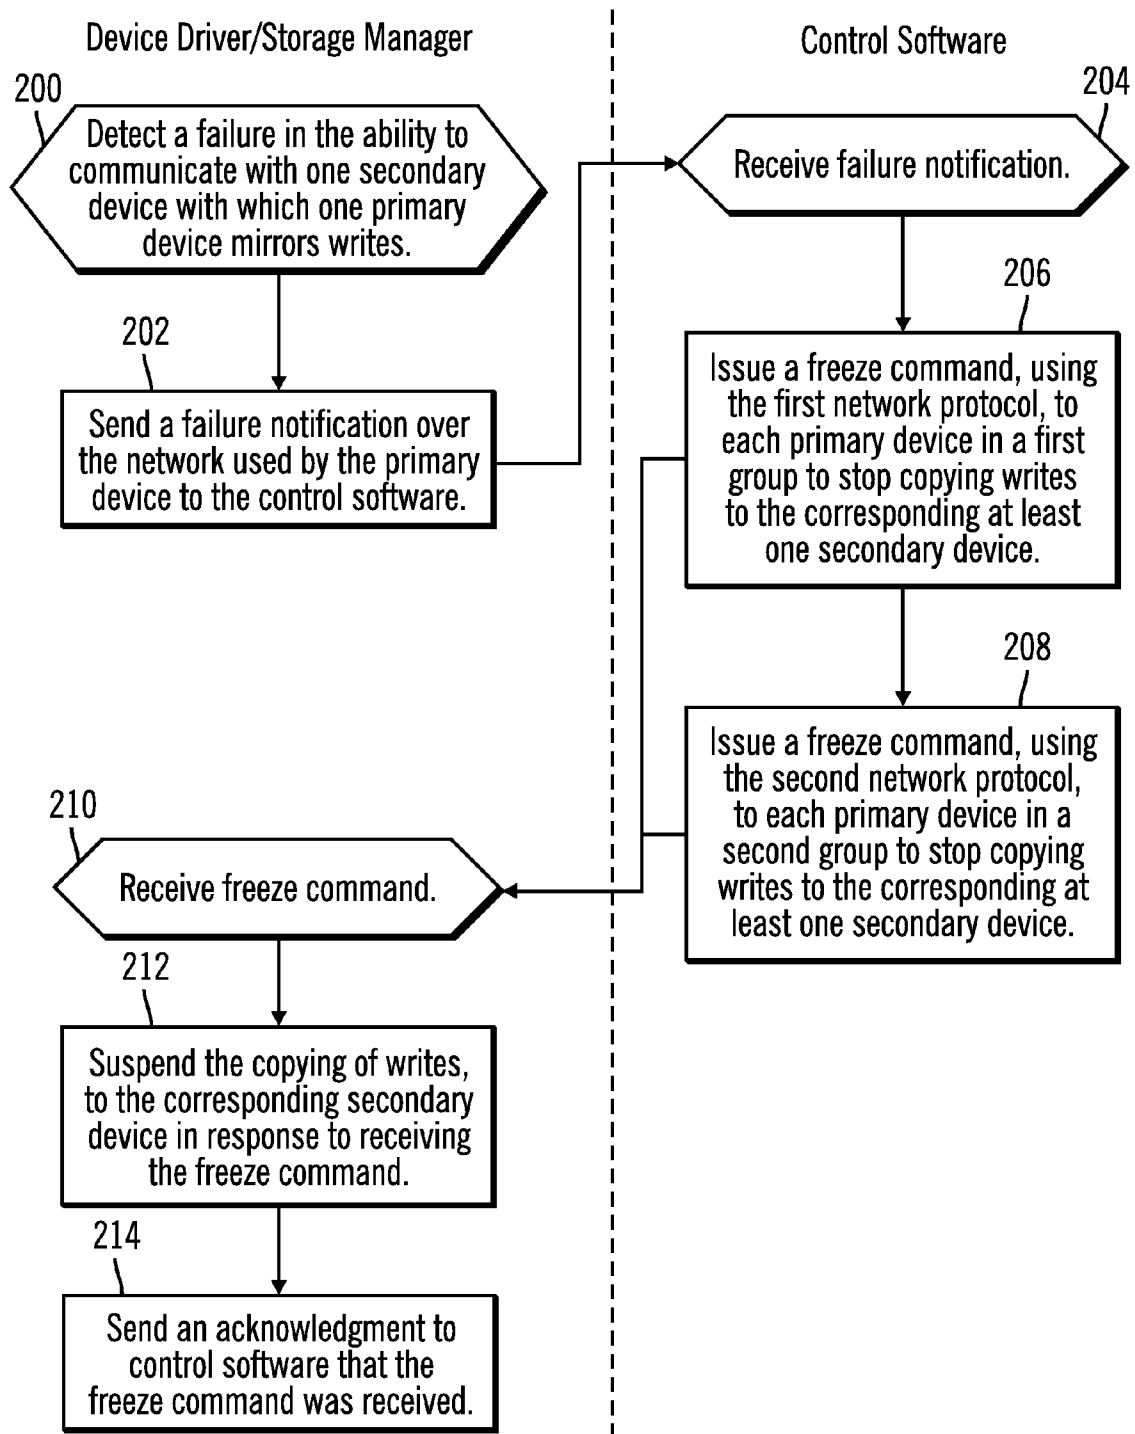 Device Driver/Storage Manager
Control Software
200
Detect a failure in the ability to
communicate with one secondary
device with which one primary
device mirrors writes.
204
Receive failure notification.
202
Send a failure notification over
the network used by the primary
device to the control software.
206
Issue a freeze command, using
the first network protocol, to
each primary device in a first
group to stop copying writes
to the corresponding at least
one secondary device.
208
Issue a freeze command, using
the second network protocol,
to each primary device in a
second group to stop copying
writes to the corresponding at
least one secondary device.
210
Receive freeze command.
212
Suspend the copying of writes,
to the corresponding secondary
device in response to receiving
the freeze command.
214
Send an acknowledgment to
control software that the
freeze command was received.